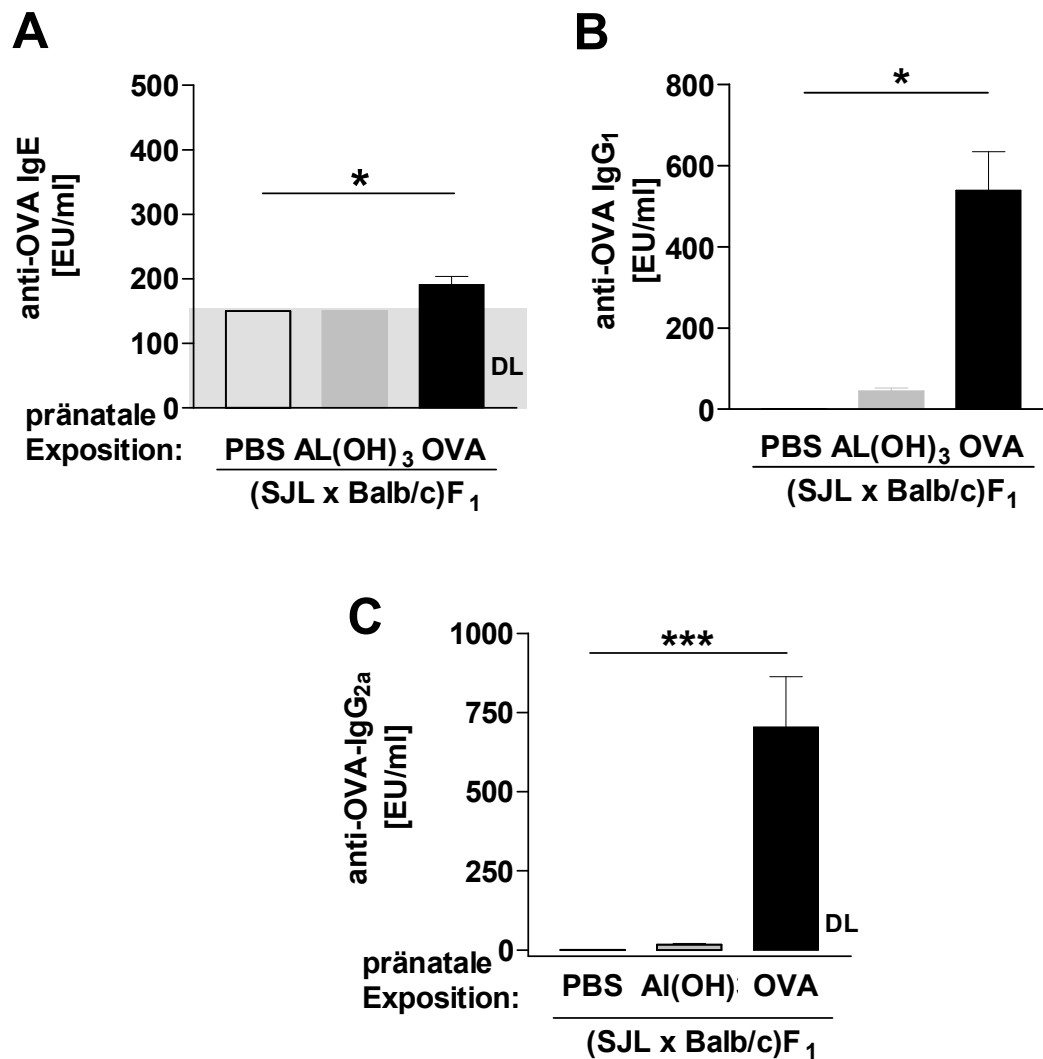 A
anti-OVA IgE
[EU/ml]
500
400
300
200
100
0
*
DL
pränatale
Exposition:
PBS AL(OH)3 OVA
(SJL x Balb/c)F1
B
anti-OVA IgG1
[EU/ml]
800
600
400
200
0
*
PBS AL(OH)3 OVA
(SJL x Balb/c)F1
C
anti-OVA-IgG2a
[EU/ml]
1000
750
500
250
0
***
DL
pränatale
Exposition:
PBS Al(OH) OVA
(SJL x Balb/c)F1